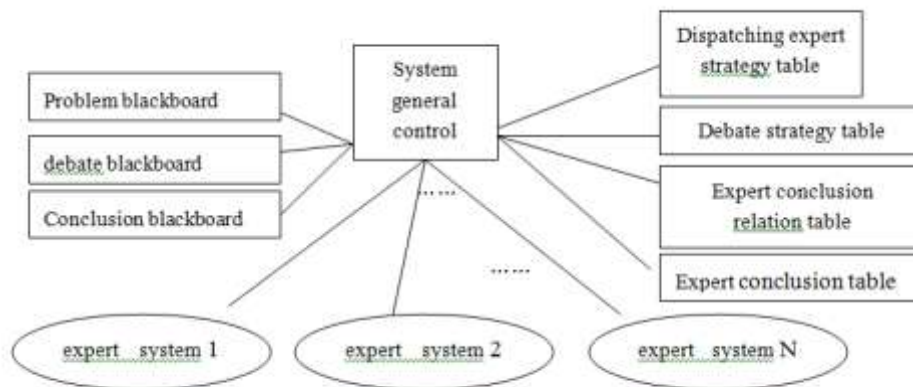 System
general
control
Problem blackboard
debate blackboard
Conclusion blackboard
Dispatching expert
strategy table
Debate strategy table
Expert conclusion
relation table
Expert conclusion table
……
……
expert system 1
expert system 2
expert system N